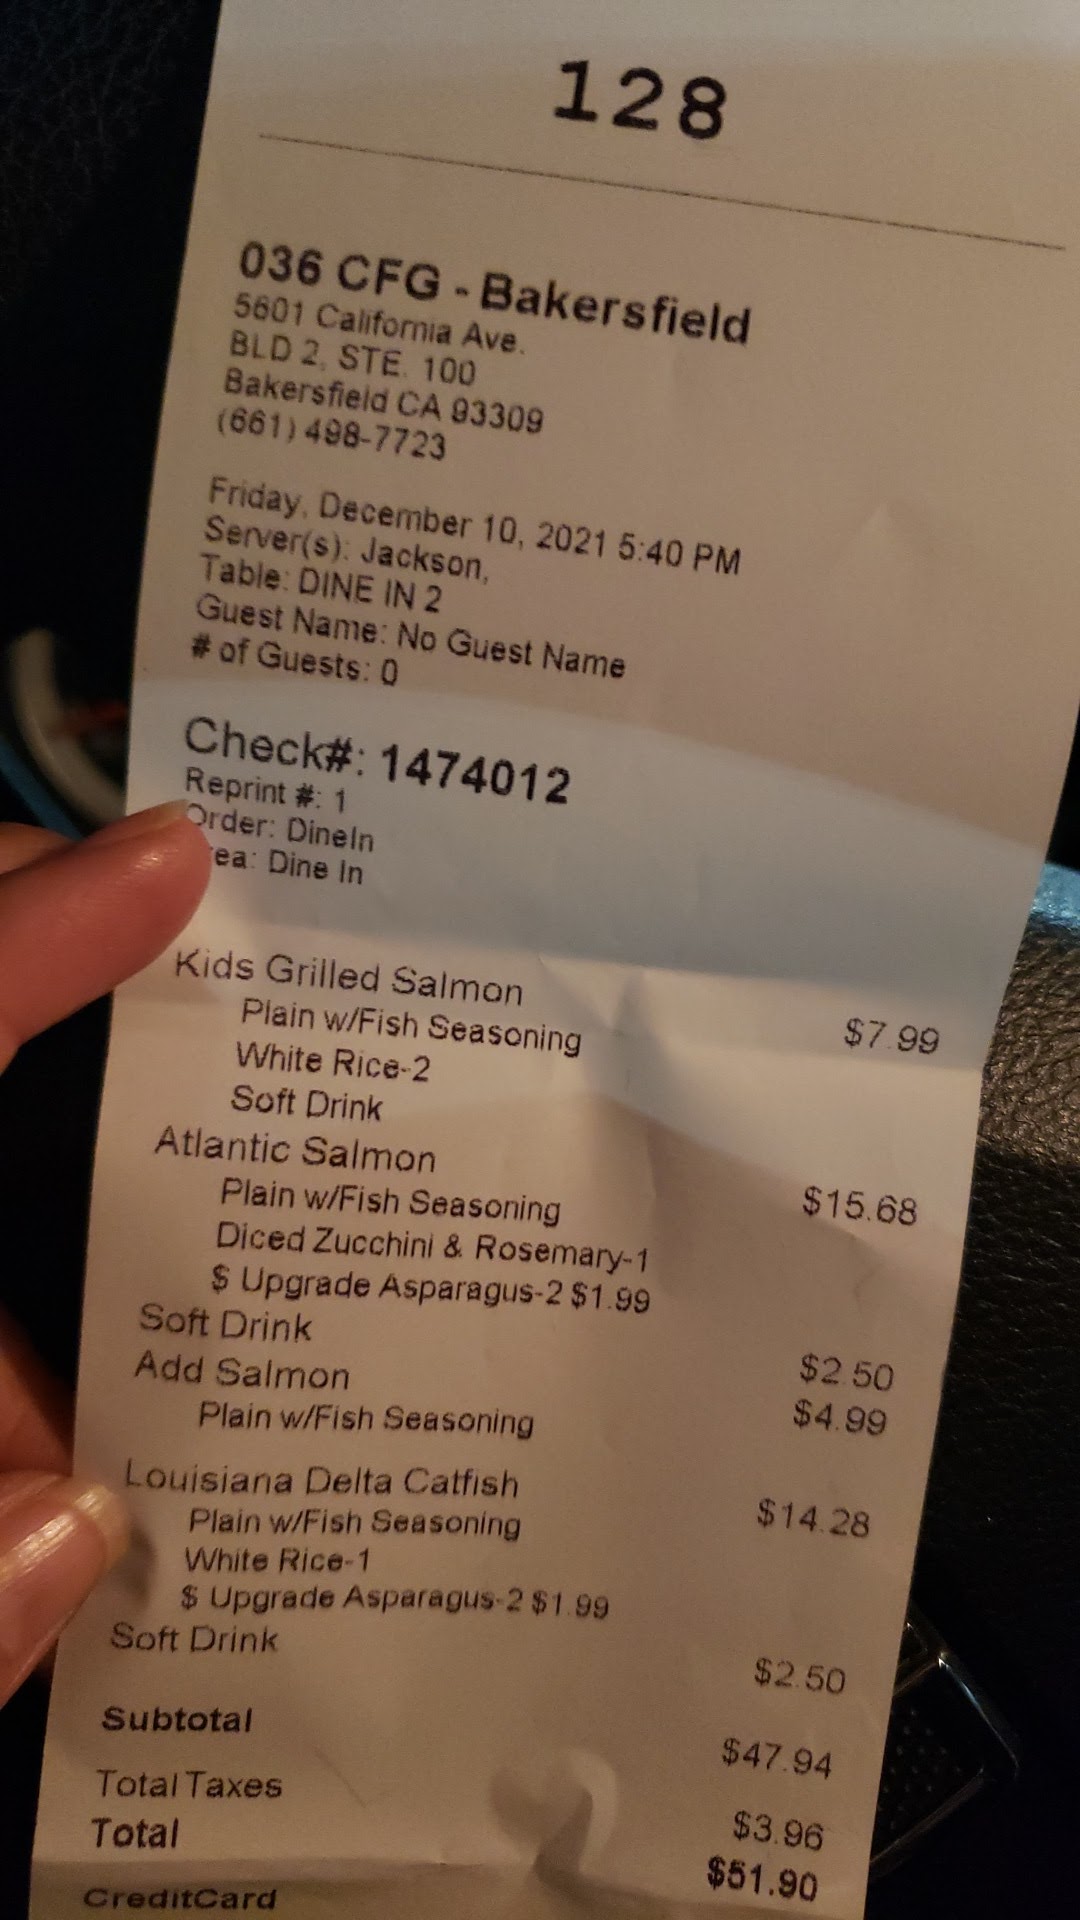 128
036 CFG - Bakersfield
5601 California Ave.
BLD 2, STE. 100
Bakersfield CA 93309
(661) 498-7723
Friday, December 10, 2021 5:40 PM
Server(s): Jackson,
Table: DINE IN 2
Guest Name: No Guest Name
# of Guests: 0
Check#: 1474012
Reprint #: 1
Order: DineIn
rea: Dine In
Kids Grilled Salmon $7.99
Plain w/Fish Seasoning
White Rice-2
Soft Drink
Atlantic Salmon $15.68
Plain w/Fish Seasoning
Diced Zucchini & Rosemary-1
$ Upgrade Asparagus-2 $1.99
Soft Drink $2.50
Add Salmon $4.99
Plain w/Fish Seasoning
Louisiana Delta Catfish $14.28
Plain w/Fish Seasoning
White Rice-1
$ Upgrade Asparagus-2 $1.99
Soft Drink $2.50
Subtotal $47.94
Total Taxes $3.96
Total $51.90
CreditCard